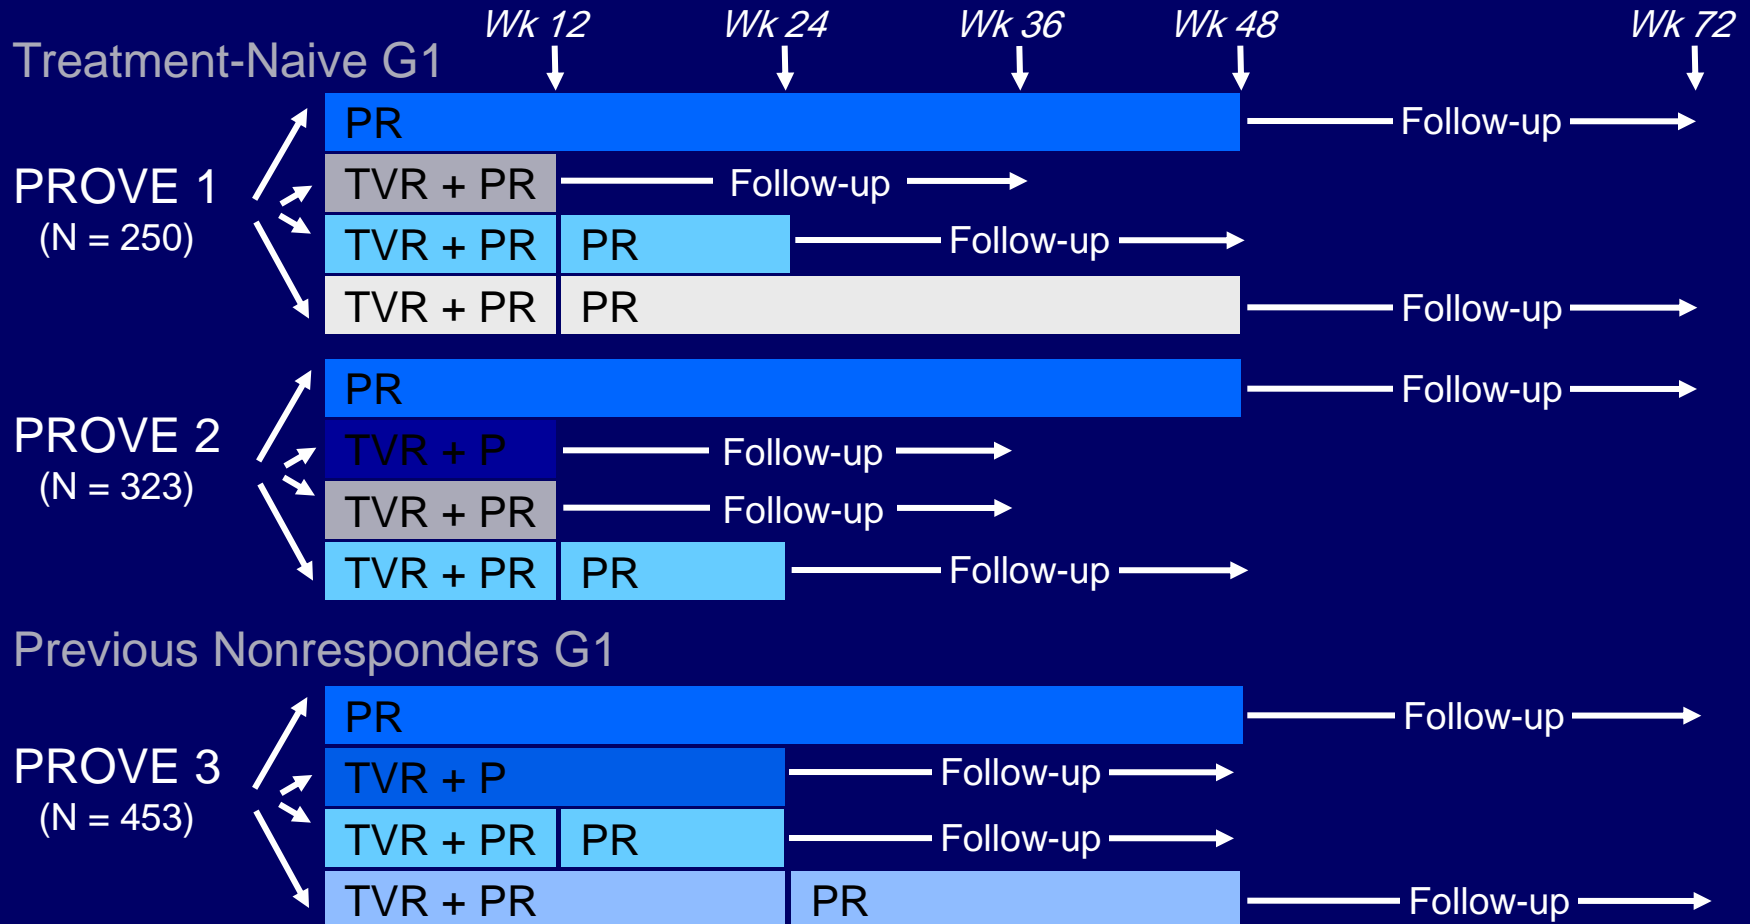 Wk 12 Wk 24 Wk 36 Wk 48 Wk 72
Treatment-Naive G1
PROVE 1
(N = 250)
PR Follow-up
TVR + PR Follow-up
TVR + PR PR Follow-up
TVR + PR PR Follow-up
PROVE 2
(N = 323)
PR Follow-up
TVR + P Follow-up
TVR + PR Follow-up
TVR + PR PR Follow-up
Previous Nonresponders G1
PROVE 3
(N = 453)
PR Follow-up
TVR + P Follow-up
TVR + PR PR Follow-up
TVR + PR PR Follow-up